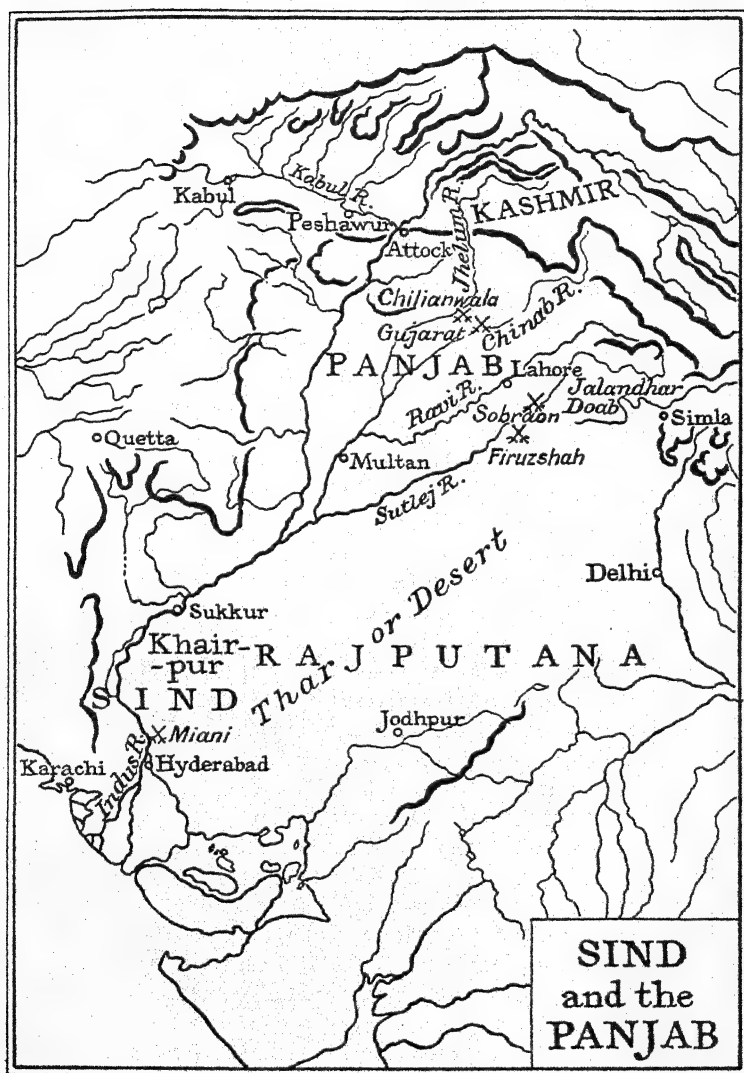 Kabul
Kabul R.
Peshawur
Attock
Jhelum R.
KASHMIR
Chilianwala
Gujarat
Chinab R.
PANJAB
Lahore
Ravi R.
Jalandhar
Doab
Sobraon
Simla
Quetta
Multan
Firuzshah
Sutlej R.
Delhi
Sukkur
Thar or Desert
Khair-
-pur
RAJPUTANA
SIND
Miani
Jodhpur
Indus R.
Hyderabad
Karachi
SIND
and the
PANJAB